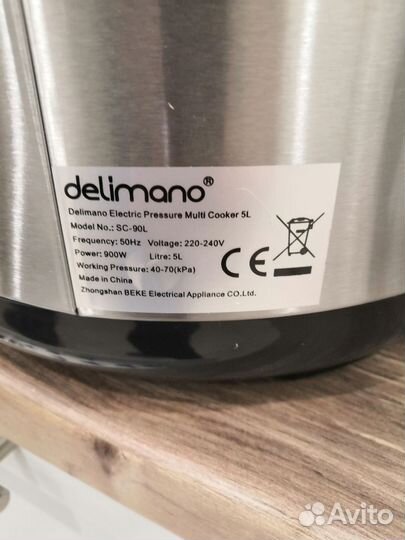 delimano®
Delimano Electric Pressure Multi Cooker 5L
Model No.: SC-90L
Frequency: 50Hz Voltage: 220-240V
Power: 900W Litre: 5L
Working Pressure: 40-70(kPa)
Made in China
Zhongshan BEKE Electrical Appliance CO.Ltd.
CE
Avito